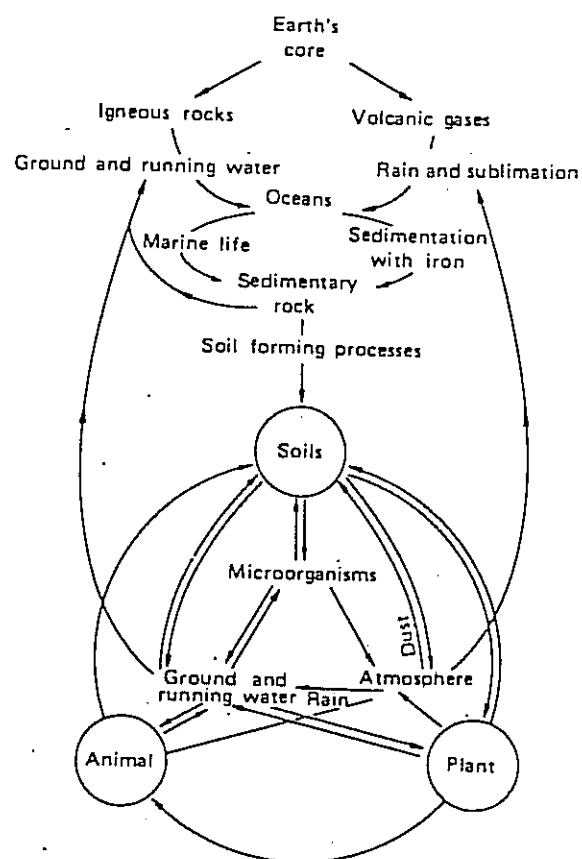 Earth's
core
Igneous rocks
Volcanic gases
Ground and running water
Rain and sublimation
Oceans
Marine life
Sedimentation
with iron
Sedimentary
rock
Soil forming processes
Soils
Microorganisms
Dust
Ground and
running water
Rain
Atmosphere
Animal
Plant